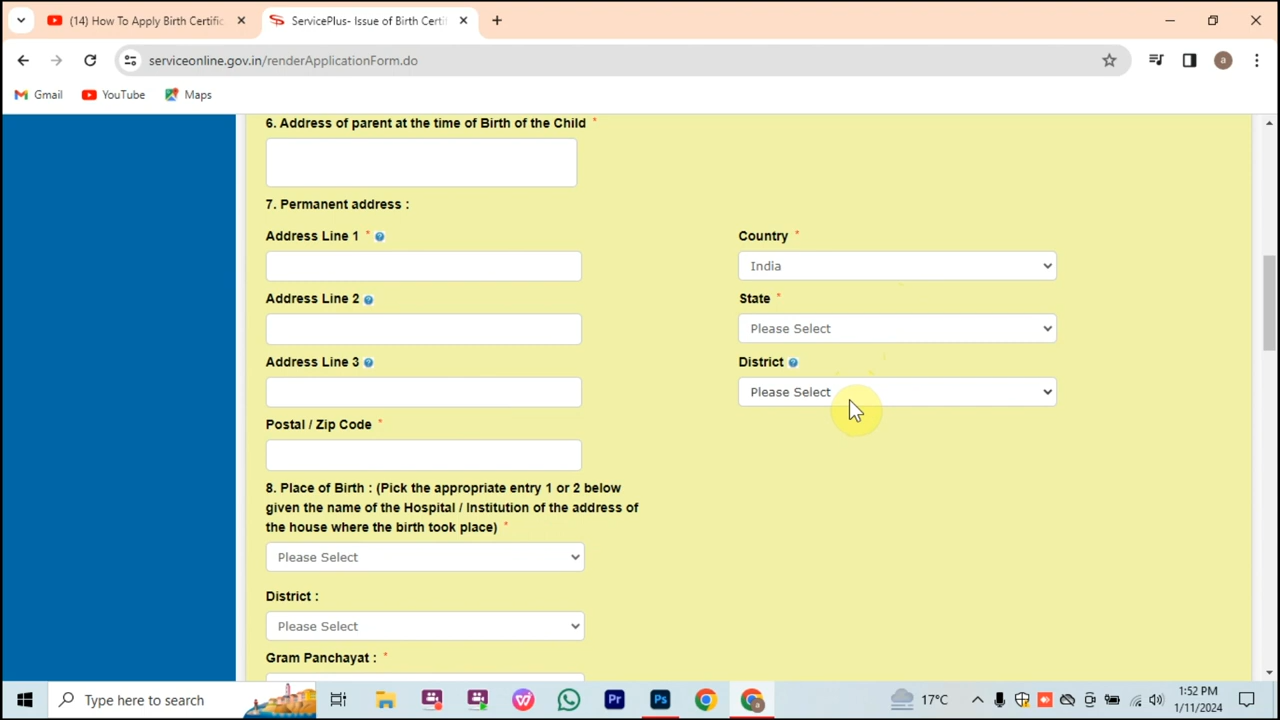 (14) How To Apply Birth Certific
ServicePlus- Issue of Birth Certi
serviceonline.gov.in/renderApplicationForm.do
a
Gmail
YouTube
Maps
6. Address of parent at the time of Birth of the Child *
7. Permanent address :
Address Line 1 * ?
Country *
India
Address Line 2 ?
State *
Please Select
Address Line 3 ?
District ?
Please Select
Postal / Zip Code *
8. Place of Birth : (Pick the appropriate entry 1 or 2 below
given the name of the Hospital / Institution of the address of
the house where the birth took place) *
Please Select
District :
Please Select
Gram Panchayat : *
Type here to search
Pr
Ps
a
17°C
1:52 PM
1/11/2024